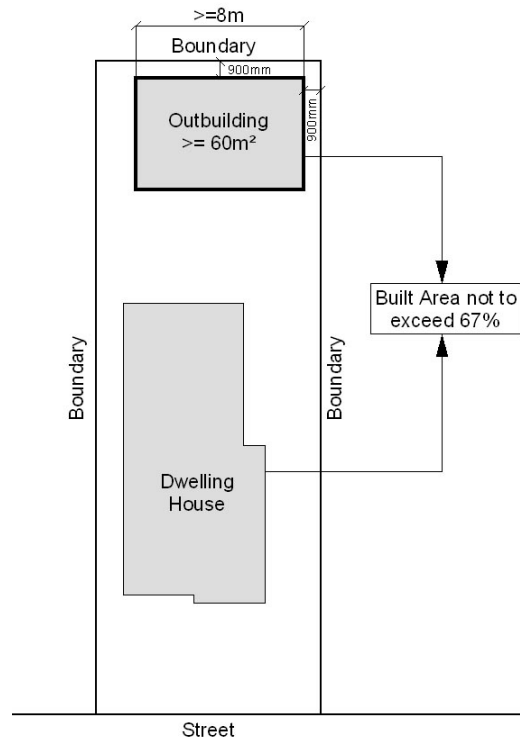 >=8m
Boundary
900mm
900mm
Outbuilding
>= 60m²
Built Area not to
exceed 67%
Boundary
Boundary
Dwelling
House
Street